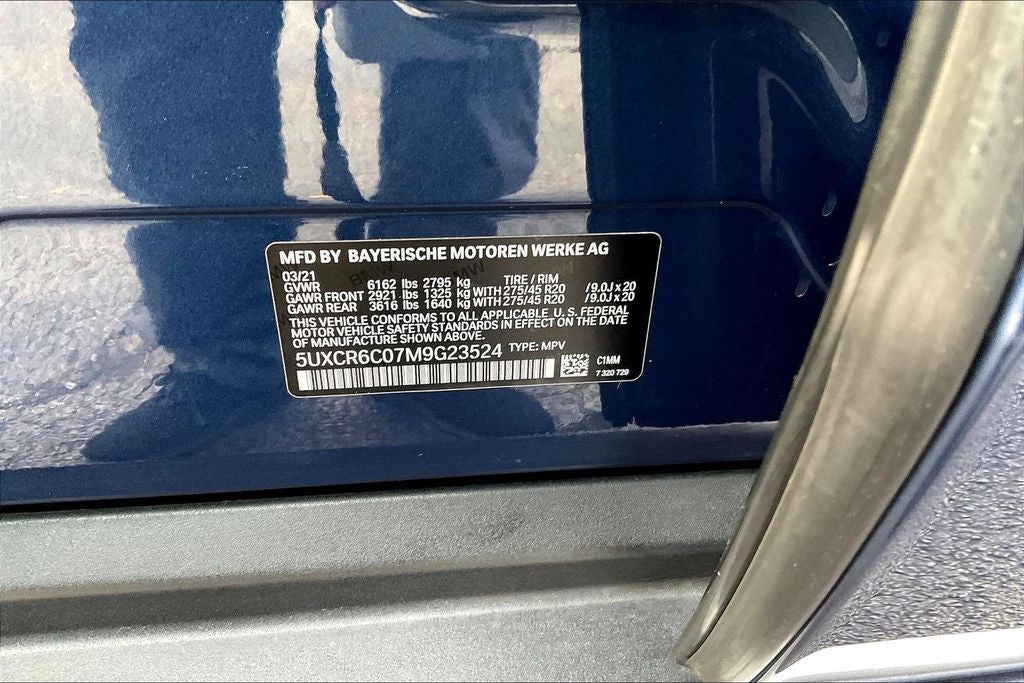 MFD BY BAYERISCHE MOTOREN WERKE AG
03/21 TIRE / RIM
GVWR 6162 lbs 2795 kg
GAWR FRONT 2921 lbs 1325 kg WITH 275/45 R20 /9.0J x 20
GAWR REAR 3616 lbs 1640 kg WITH 275/45 R20 /9.0J x 20
THIS VEHICLE CONFORMS TO ALL APPLICABLE U. S. FEDERAL
MOTOR VEHICLE SAFETY STANDARDS IN EFFECT ON THE DATE
OF MANUFACTURE SHOWN ABOVE.
5UXCR6C07M9G23524 TYPE: MPV
C1MM
7 320 729
BMW